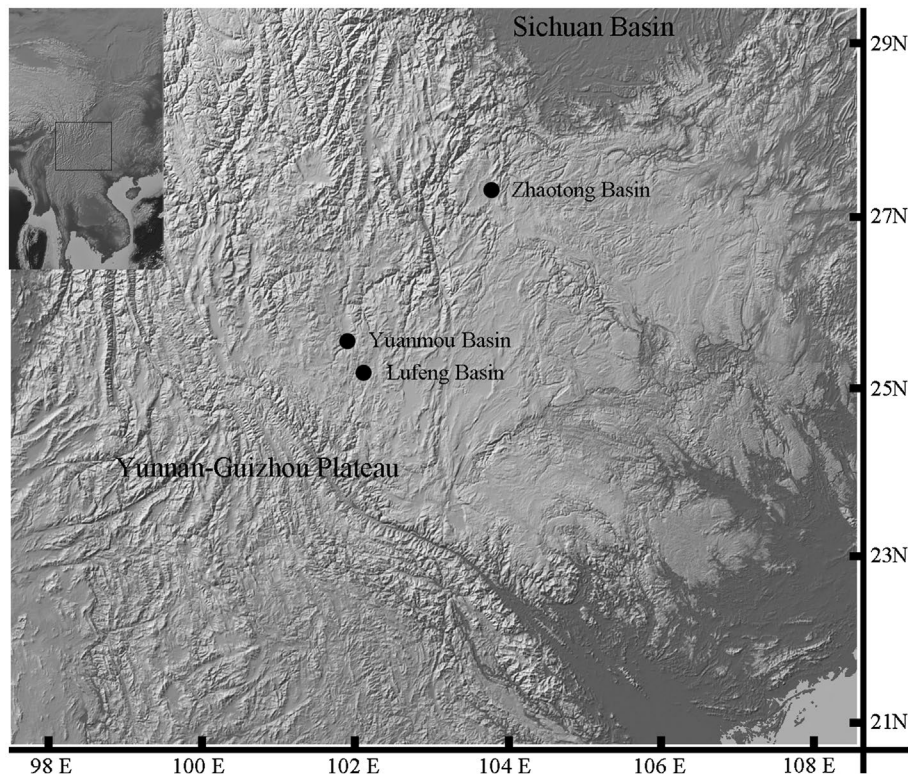 Sichuan Basin
29N
Zhaotong Basin
27N
Yuanmou Basin
Lufeng Basin
25N
Yunnan-Guizhou Plateau
23N
21N
98 E 100 E 102 E 104 E 106 E 108 E